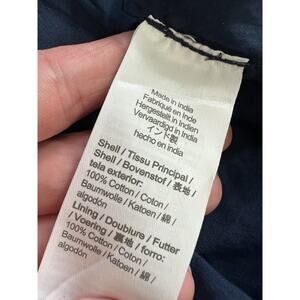 Made in India
Fabriqué en Inde
Hergestellt in Indien
Vervaardigd in India
インド製
hecho en India
Shell / Tissu Principal /
Shell / Bovenstof / 表地 /
tela exterior:
100% Cotton / Coton /
Baumwolle / Katoen / 綿 /
algodón
Lining / Doublure / Futter
/ Voering / 裏地 / forro:
100% Cotton / Coton /
Baumwolle / Katoen / 綿 /
algodón